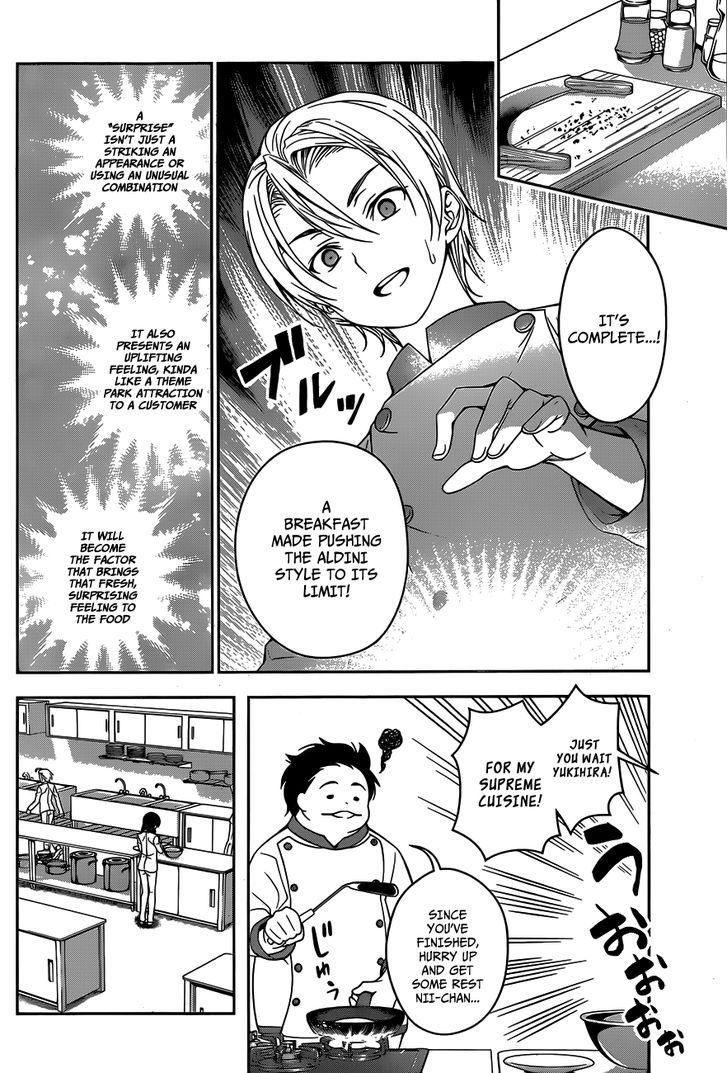 IT'S
COMPLETE...!
ブルッ
A
BREAKFAST
MADE PUSHING
THE ALDINI
STYLE TO ITS
LIMIT!
A
"SURPRISE"
ISN'T JUST A
STRIKING AN
APPEARANCE OR
USING AN UNUSUAL
COMBINATION
IT ALSO
PRESENTS AN
UPLIFTING
FEELING, KINDA
LIKE A THEME
PARK ATTRACTION
TO A CUSTOMER
IT WILL
BECOME
THE FACTOR
THAT BRINGS
THAT FRESH,
SURPRISING
FEELING TO
THE FOOD
JUST
YOU WAIT
YUKIHIRA!
FOR MY
SUPREME
CUISINE!
うおおおぉ
SINCE
YOU'VE
FINISHED,
HURRY UP
AND GET
SOME REST
NII-CHAN...
じゅう